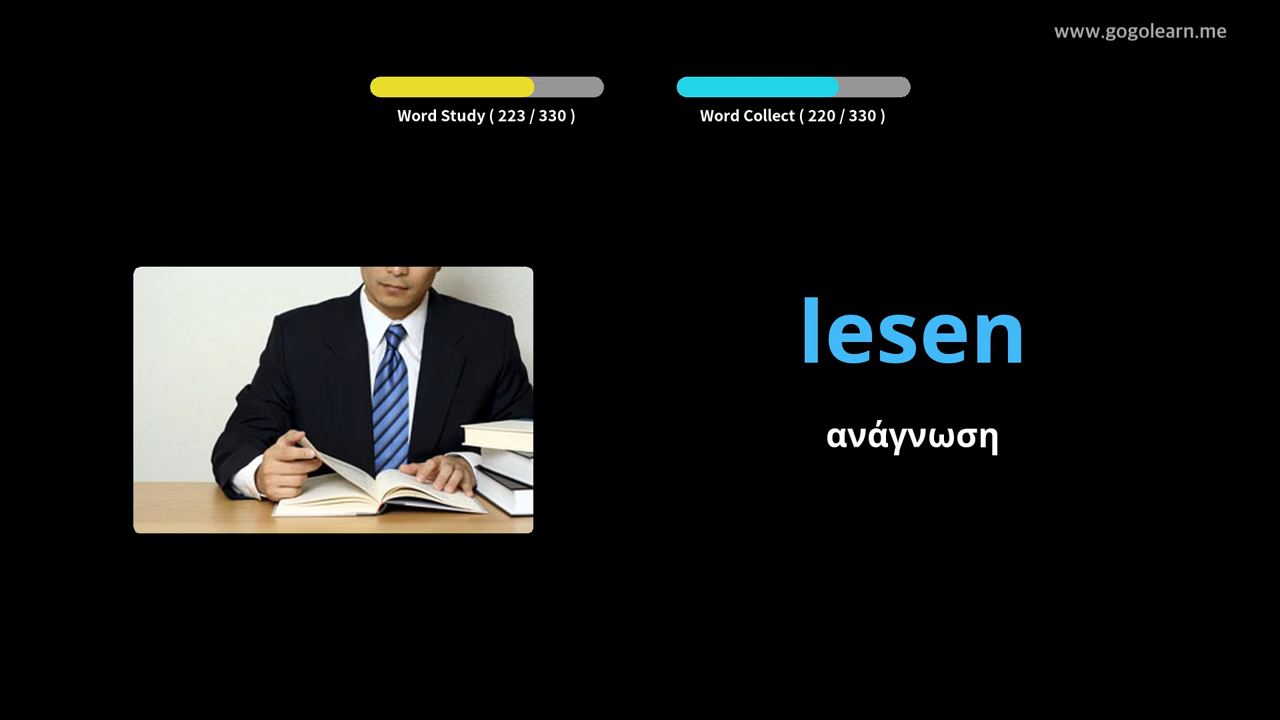 www.gogolearn.me
Word Study ( 223 / 330 )
Word Collect ( 220 / 330 )
lesen
ανάγνωση